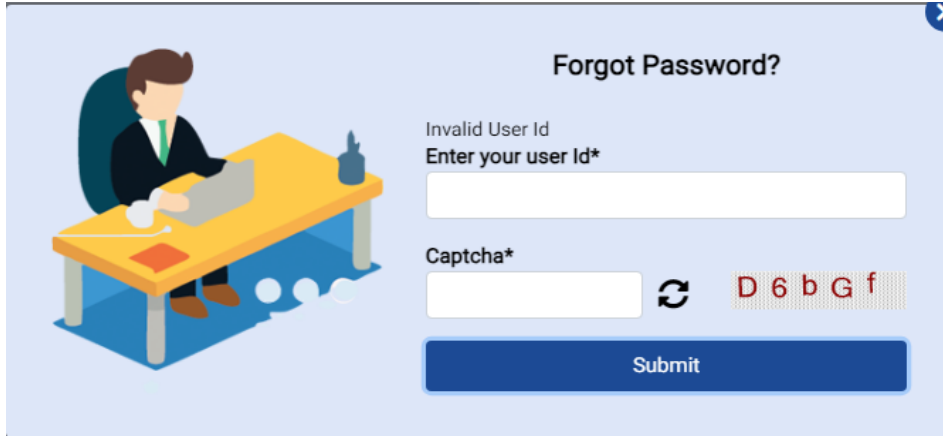 Forgot Password?
Invalid User Id
Enter your user Id*
Captcha*
D 6 b G f
Submit